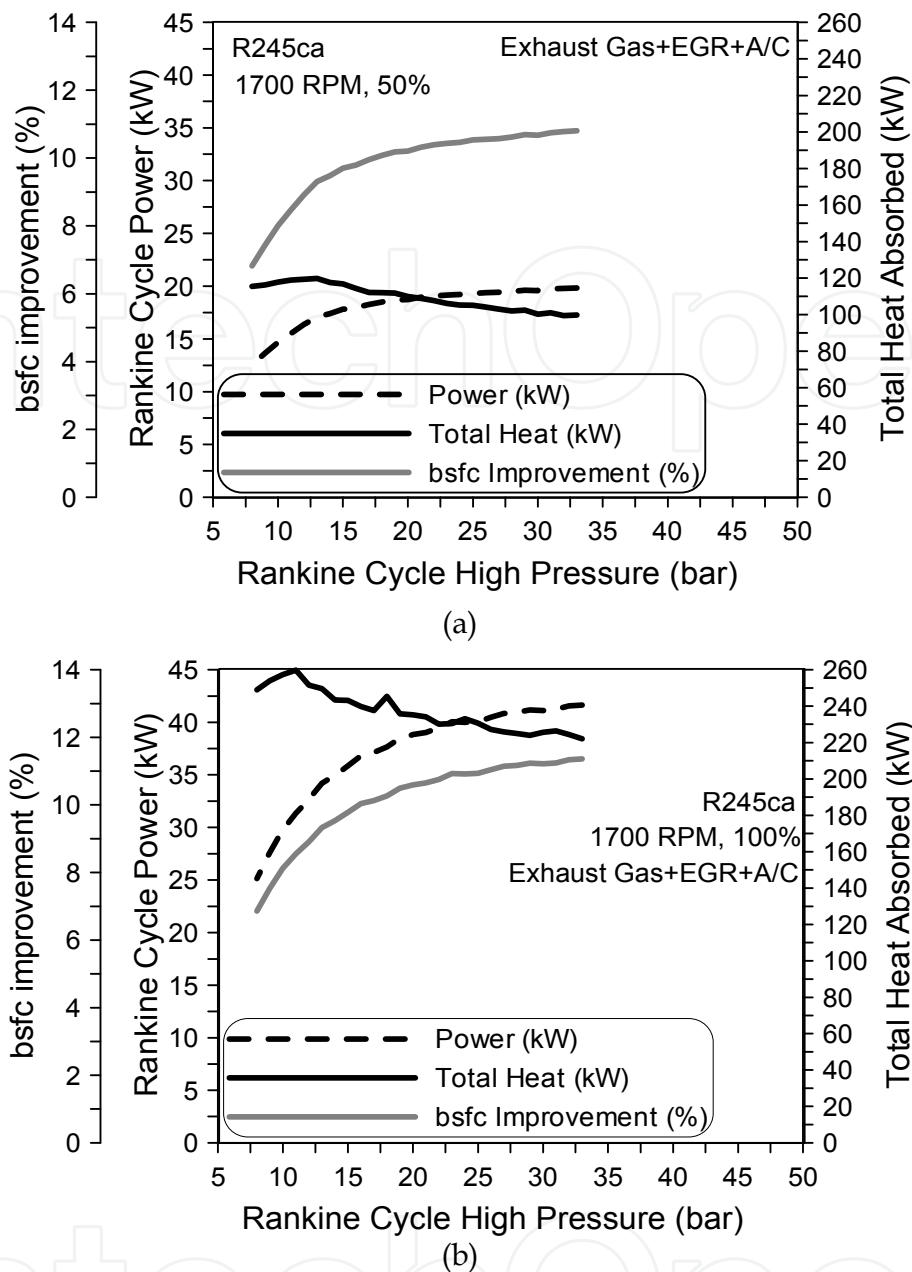 R245ca
1700 RPM, 50%
Exhaust Gas+EGR+A/C
bsfc improvement (%)
14
12
10
8
6
4
2
0
Rankine Cycle Power (kW)
45
40
35
30
25
20
15
10
5
0
Total Heat Absorbed (kW)
260
240
220
200
180
160
140
120
100
80
60
40
20
0
Power (kW)
Total Heat (kW)
bsfc Improvement (%)
5 10 15 20 25 30 35 40 45 50
Rankine Cycle High Pressure (bar)
(a)
bsfc improvement (%)
14
12
10
8
6
4
2
0
Rankine Cycle Power (kW)
45
40
35
30
25
20
15
10
5
0
Total Heat Absorbed (kW)
260
240
220
200
180
160
140
120
100
80
60
40
20
0
R245ca
1700 RPM, 100%
Exhaust Gas+EGR+A/C
Power (kW)
Total Heat (kW)
bsfc Improvement (%)
5 10 15 20 25 30 35 40 45 50
Rankine Cycle High Pressure (bar)
(b)
ntechOpe
ntechOpe